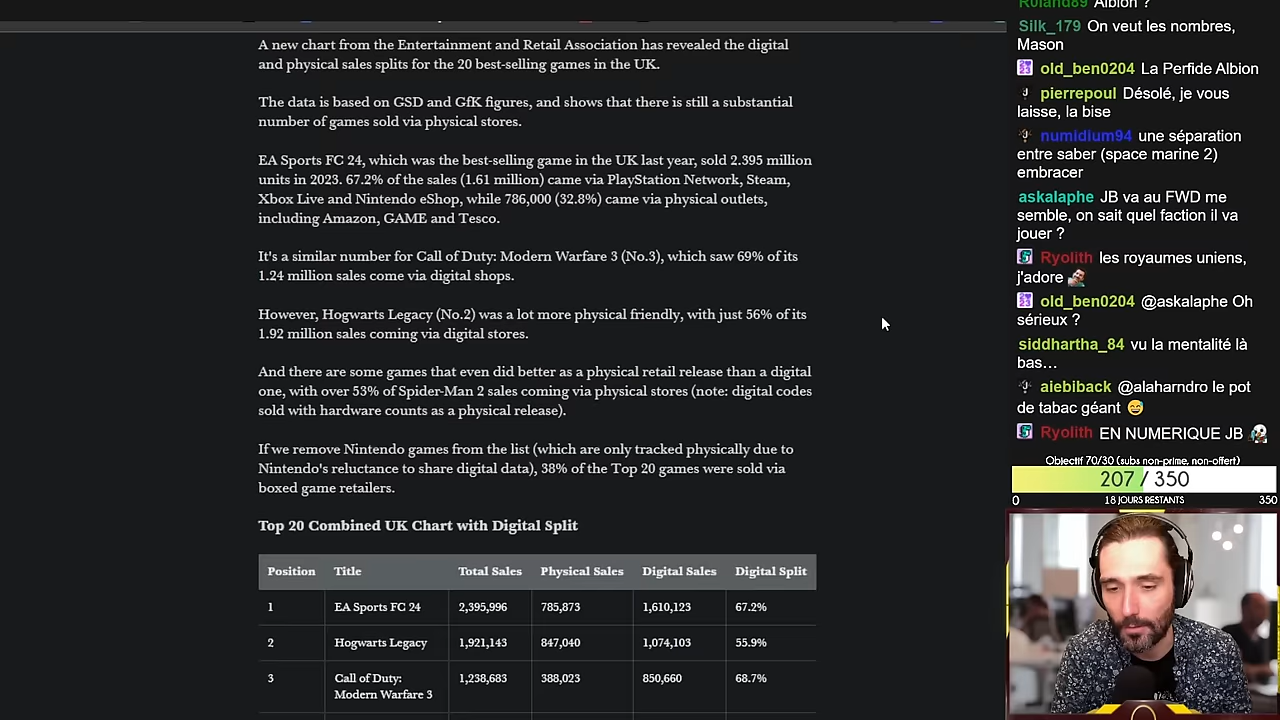 A new chart from the Entertainment and Retail Association has revealed the digital
and physical sales splits for the 20 best-selling games in the UK.
The data is based on GSD and GfK figures, and shows that there is still a substantial
number of games sold via physical stores.
EA Sports FC 24, which was the best-selling game in the UK last year, sold 2.395 million
units in 2023. 67.2% of the sales (1.61 million) came via PlayStation Network, Steam,
Xbox Live and Nintendo eShop, while 786,000 (32.8%) came via physical outlets,
including Amazon, GAME and Tesco.
It's a similar number for Call of Duty: Modern Warfare 3 (No.3), which saw 69% of its
1.24 million sales come via digital shops.
However, Hogwarts Legacy (No.2) was a lot more physical friendly, with just 56% of its
1.92 million sales coming via digital stores.
And there are some games that even did better as a physical retail release than a digital
one, with over 53% of Spider-Man 2 sales coming via physical stores (note: digital codes
sold with hardware counts as a physical release).
If we remove Nintendo games from the list (which are only tracked physically due to
Nintendo's reluctance to share digital data), 38% of the Top 20 games were sold via
boxed game retailers.
Top 20 Combined UK Chart with Digital Split
Position Title Total Sales Physical Sales Digital Sales Digital Split
1 EA Sports FC 24 2,395,996 785,873 1,610,123 67.2%
2 Hogwarts Legacy 1,921,143 847,040 1,074,103 55.9%
3 Call of Duty: 1,238,683 388,023 850,660 68.7%
Modern Warfare 3
Roland89 Albion ?
Silk_179 On veut les nombres,
Mason
old_ben0204 La Perfide Albion
pierrepoul Désolé, je vous
laisse, la bise
numidium94 une séparation
entre saber (space marine 2)
embracer
askalaphe JB va au FWD me
semble, on sait quel faction il va
jouer ?
Ryolith les royaumes uniens,
j'adore
old_ben0204 @askalaphe Oh
sérieux ?
siddhartha_84 vu la mentalité là
bas…
aiebiback @alaharndro le pot
de tabac géant
Ryolith EN NUMERIQUE JB
Objectif 70/30 (subs non-prime, non-offert)
207 / 350
0 18 JOURS RESTANTS 350